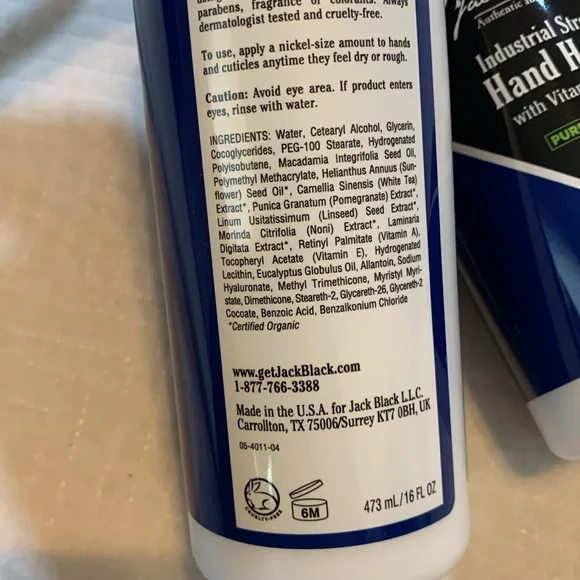 parabens, fragrance or colorants. Always
dermatologist tested and cruelty-free.
To use, apply a nickel-size amount to hands
and cuticles anytime they feel dry or rough.
Caution: Avoid eye area. If product enters
eyes, rinse with water.
INGREDIENTS: Water, Cetearyl Alcohol, Glycerin,
Cocoglycerides, PEG-100 Stearate, Hydrogenated
Polyisobutene, Macadamia Integrifolia Seed Oil,
Polymethyl Methacrylate, Helianthus Annuus (Sun-
flower) Seed Oil*, Camellia Sinensis (White Tea)
Extract*, Punica Granatum (Pomegranate) Extract*,
Linum Usitatissimum (Linseed) Seed Extract*,
Morinda Citrifolia (Noni) Extract*, Laminaria
Digitata Extract*, Retinyl Palmitate (Vitamin A),
Tocopheryl Acetate (Vitamin E), Hydrogenated
Lecithin, Eucalyptus Globulus Oil, Allantoin, Sodium
Hyaluronate, Methyl Trimethicone, Myristyl Myri-
state, Dimethicone, Steareth-2, Glycereth-26, Glycereth-2
Cocoate, Benzoic Acid, Benzalkonium Chloride
*Certified Organic
www.getJackBlack.com
1-877-766-3388
Made in the U.S.A. for Jack Black L.L.C.
Carrollton, TX 75006/Surrey KT7 0BH, UK
05-4011-04
CRUELTY-FREE
6M
473 mL/16 FL OZ
Authentic
Industrial Str
Hand H
with Vitam
PUR